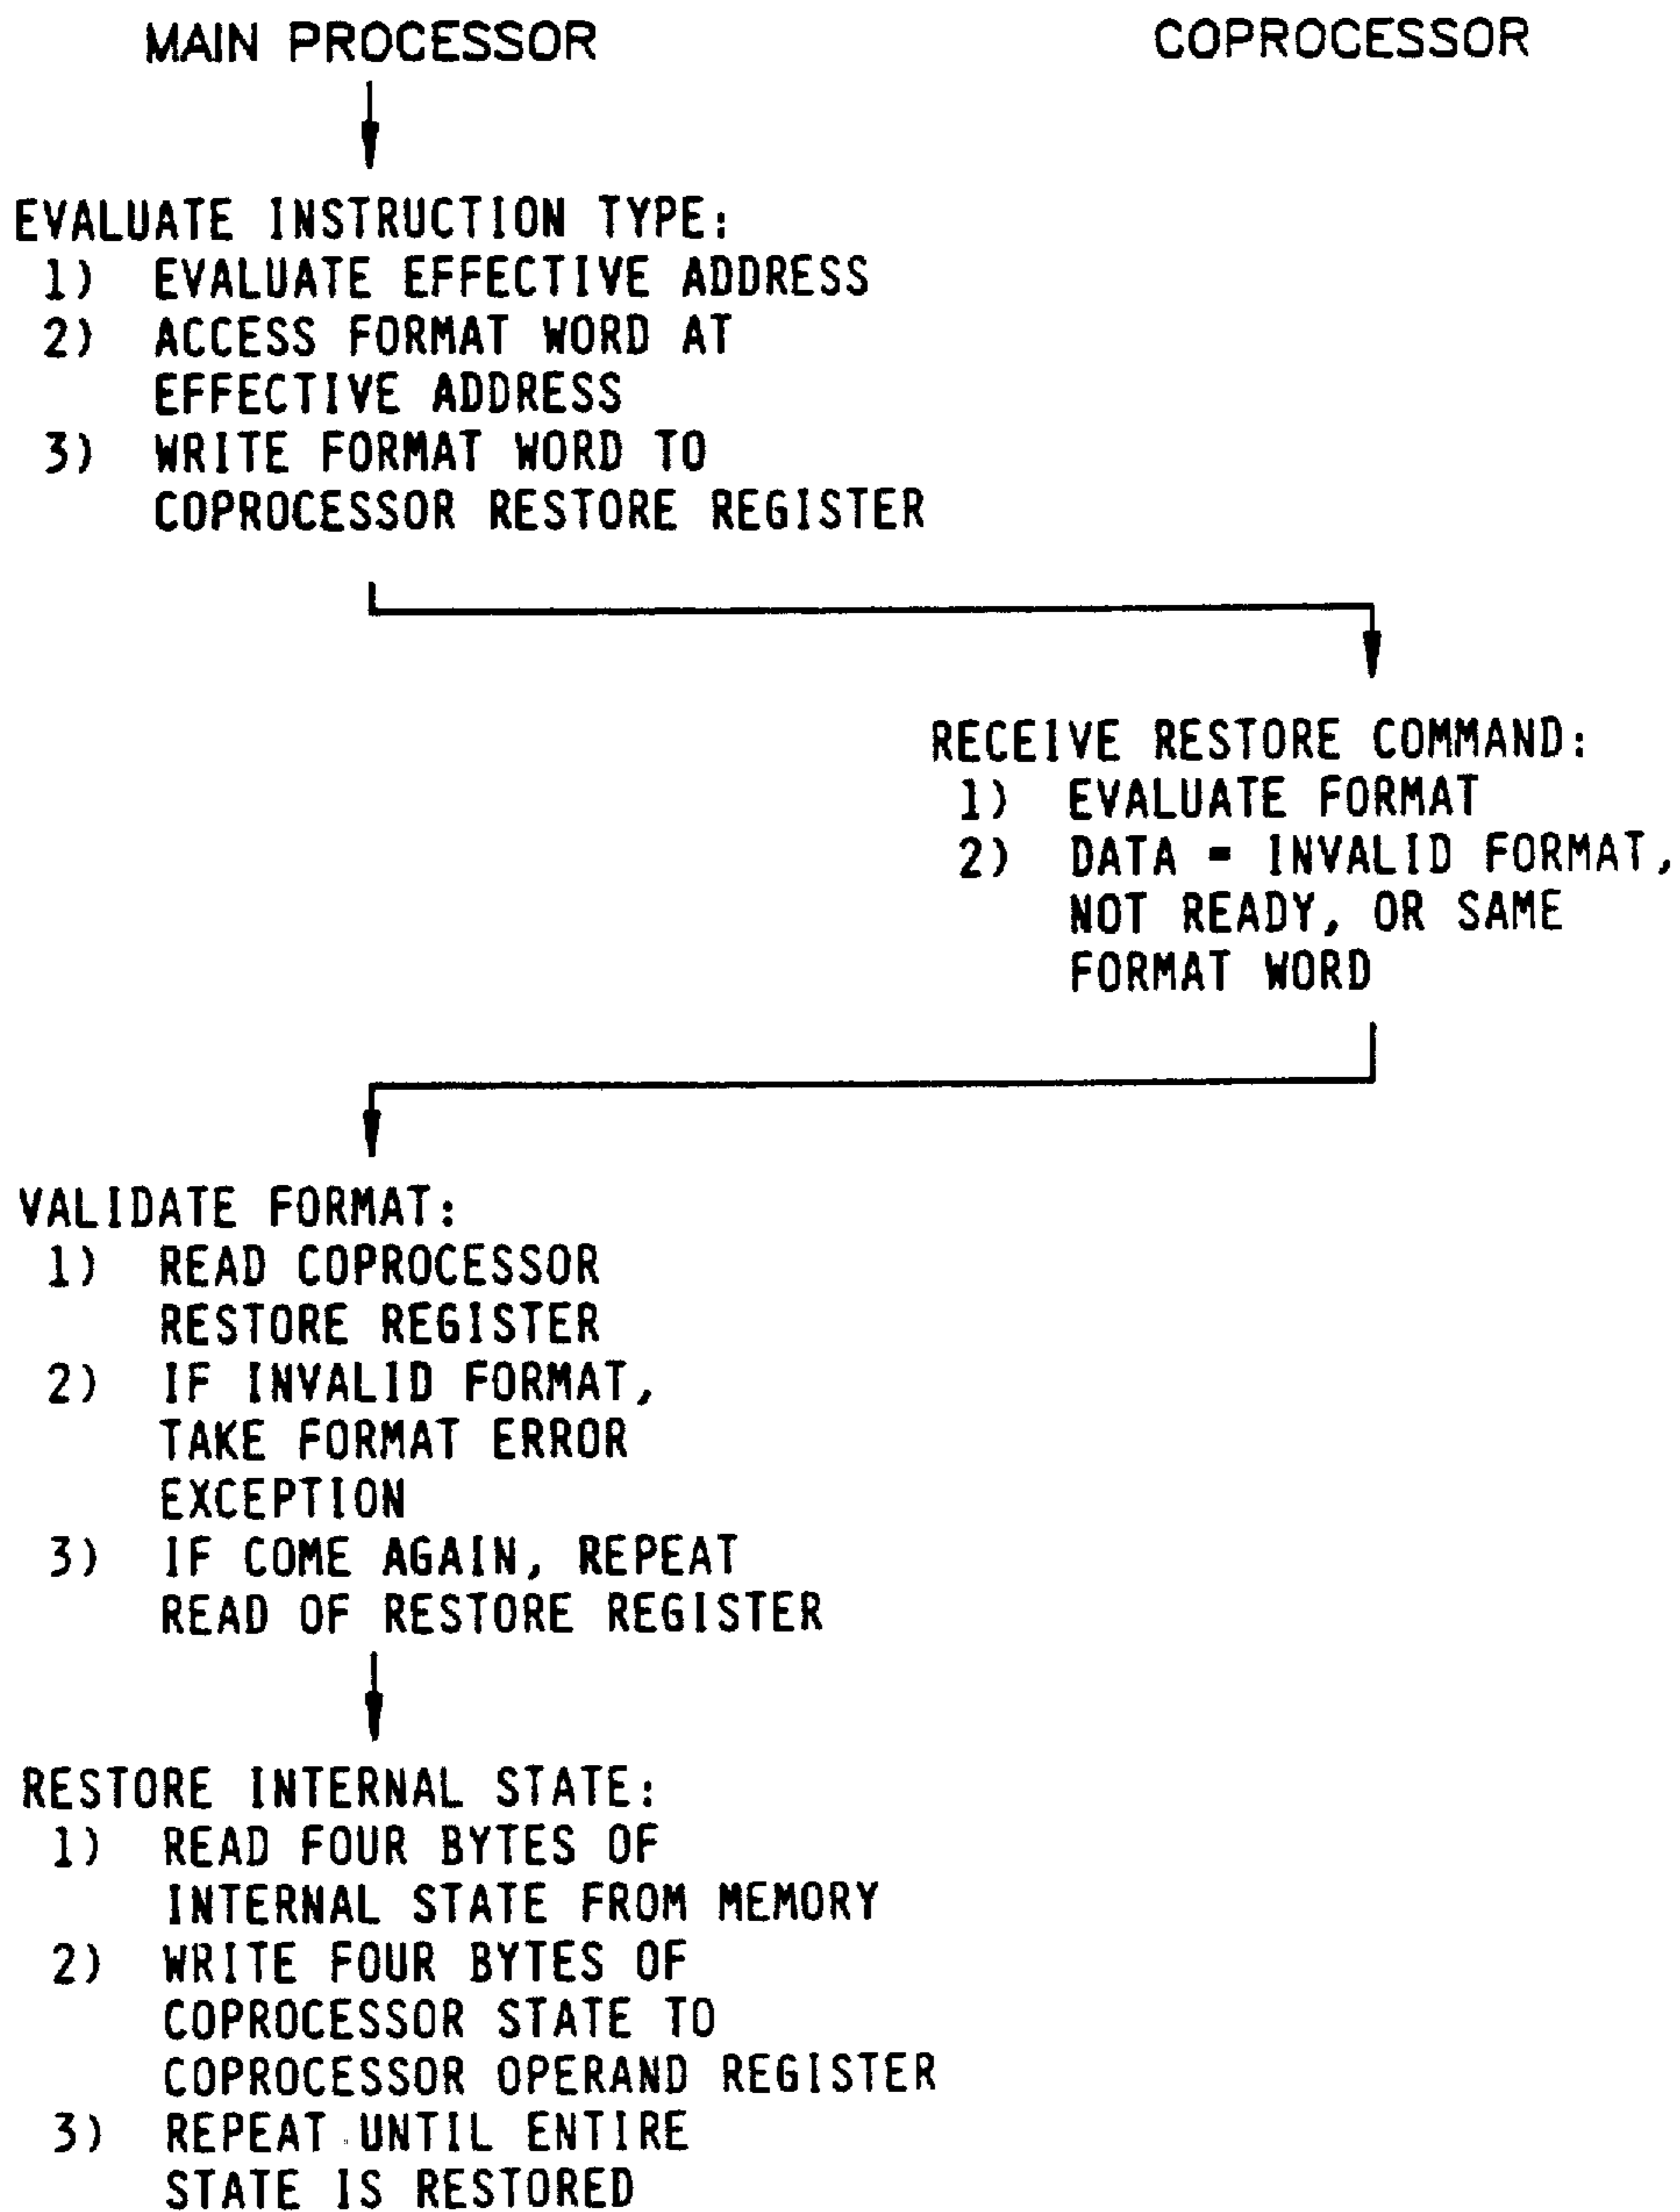 MAIN PROCESSOR COPROCESSOR
EVALUATE INSTRUCTION TYPE:
1) EVALUATE EFFECTIVE ADDRESS
2) ACCESS FORMAT WORD AT
EFFECTIVE ADDRESS
3) WRITE FORMAT WORD TO
COPROCESSOR RESTORE REGISTER
RECEIVE RESTORE COMMAND:
1) EVALUATE FORMAT
2) DATA = INVALID FORMAT,
NOT READY, OR SAME
FORMAT WORD
VALIDATE FORMAT:
1) READ COPROCESSOR
RESTORE REGISTER
2) IF INVALID FORMAT,
TAKE FORMAT ERROR
EXCEPTION
3) IF COME AGAIN, REPEAT
READ OF RESTORE REGISTER
RESTORE INTERNAL STATE:
1) READ FOUR BYTES OF
INTERNAL STATE FROM MEMORY
2) WRITE FOUR BYTES OF
COPROCESSOR STATE TO
COPROCESSOR OPERAND REGISTER
3) REPEAT UNTIL ENTIRE
STATE IS RESTORED